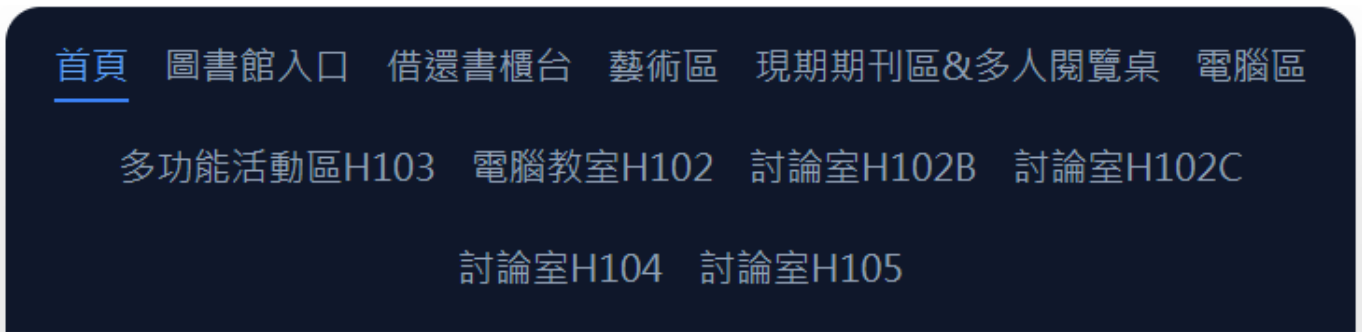 首頁 圖書館入口 借還書櫃台 藝術區 現期期刊區&多人閱覽桌 電腦區
多功能活動區H103 電腦教室H102 討論室H102B 討論室H102C
討論室H104 討論室H105